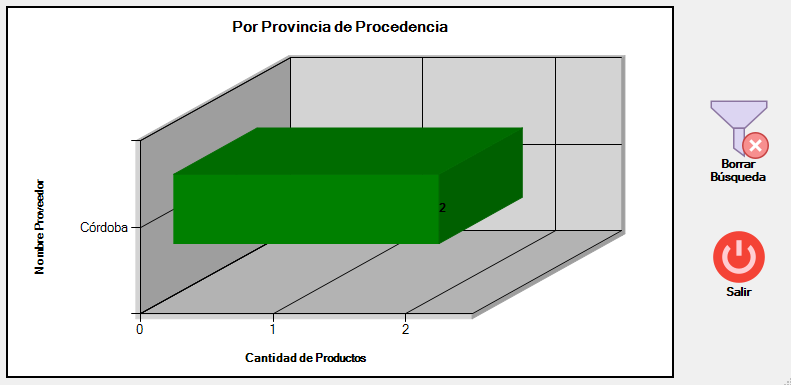 Por Provincia de Procedencia
Nombre Proveedor
Córdoba
2
0
1
2
Cantidad de Productos
Borrar
Búsqueda
Salir